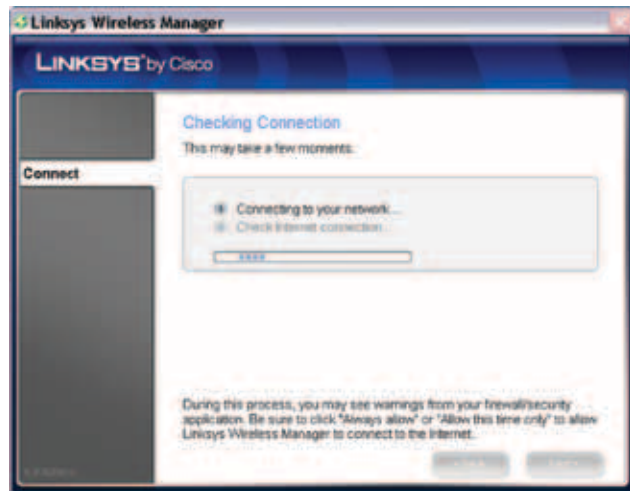 Linksys Wireless Manager
LINKSYS® by Cisco
Checking Connection
This may take a few moments.
Connect
Connecting to your network...
Check Internet connection...
During this process, you may see warnings from your firewall/security
application. Be sure to click "Always allow" or "Allow this time only" to allow
Linksys Wireless Manager to connect to the Internet.